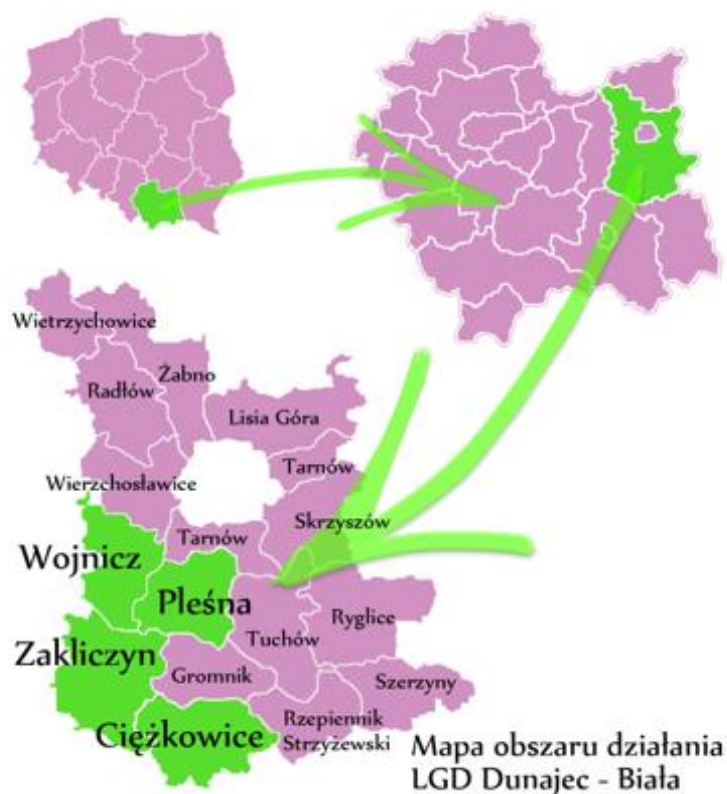 Wietrzychowice
Żabno
Radłów
Lisia Góra
Tarnów
Wierzchosławice
Skrzyszów
Tarnów
Wojnicz
Pleśna
Ryglice
Tuchów
Zakliczyn
Gromnik
Szerzyny
Rzepiennik
Strzyżewski
Ciężkowice
Mapa obszaru działania
LGD Dunajec - Biała